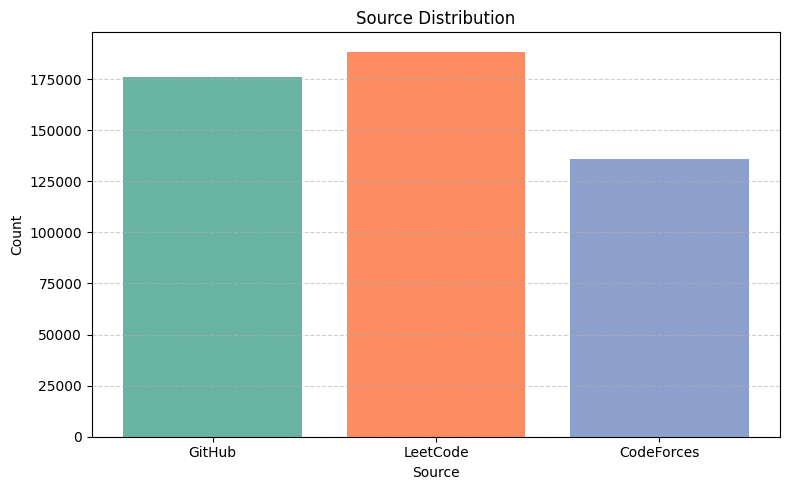 Source Distribution
Count
175000
150000
125000
100000
75000
50000
25000
0
GitHub
LeetCode
CodeForces
Source